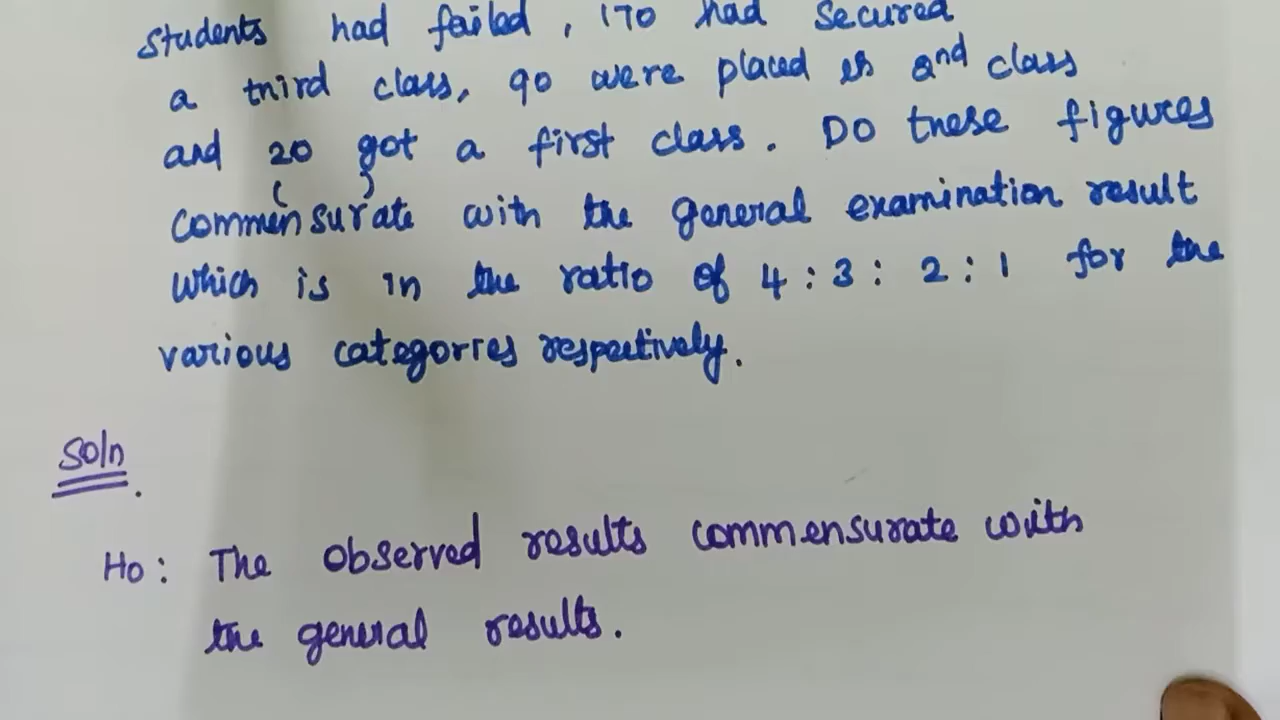 students had failed, 170 had secured
a third class, 90 were placed in 2nd class
and 20 got a first class. Do these figures
commensurate with the general examination result
which is in the ratio of 4:3:2:1 for the
various categories respectively.
Soln.
Ho: The observed results commensurate with
the general results.